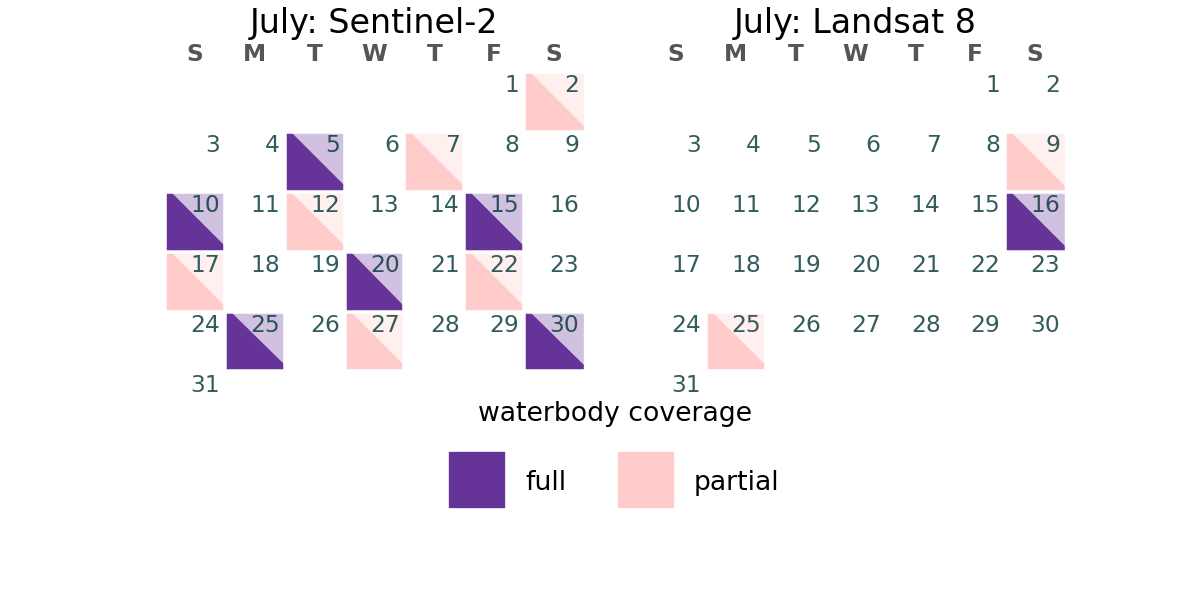 July: Sentinel-2
S M T W T F S
1 2
3 4 5 6 7 8 9
10 11 12 13 14 15 16
17 18 19 20 21 22 23
24 25 26 27 28 29 30
31
July: Landsat 8
S M T W T F S
1 2
3 4 5 6 7 8 9
10 11 12 13 14 15 16
17 18 19 20 21 22 23
24 25 26 27 28 29 30
31
waterbody coverage
full partial